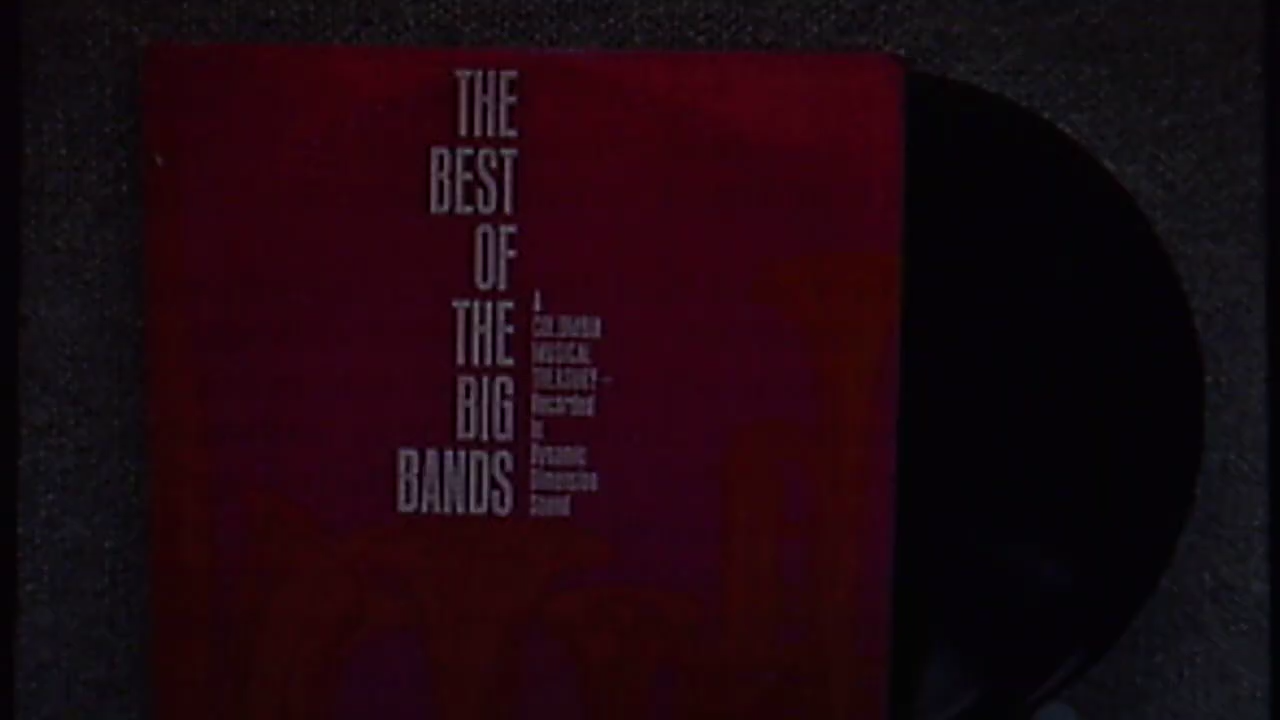 THE
BEST
OF
THE
BIG
BANDS
A
COLUMBIA
MUSICAL
TREASURY–
Recorded
in
Dynamic
Dimension
Sound